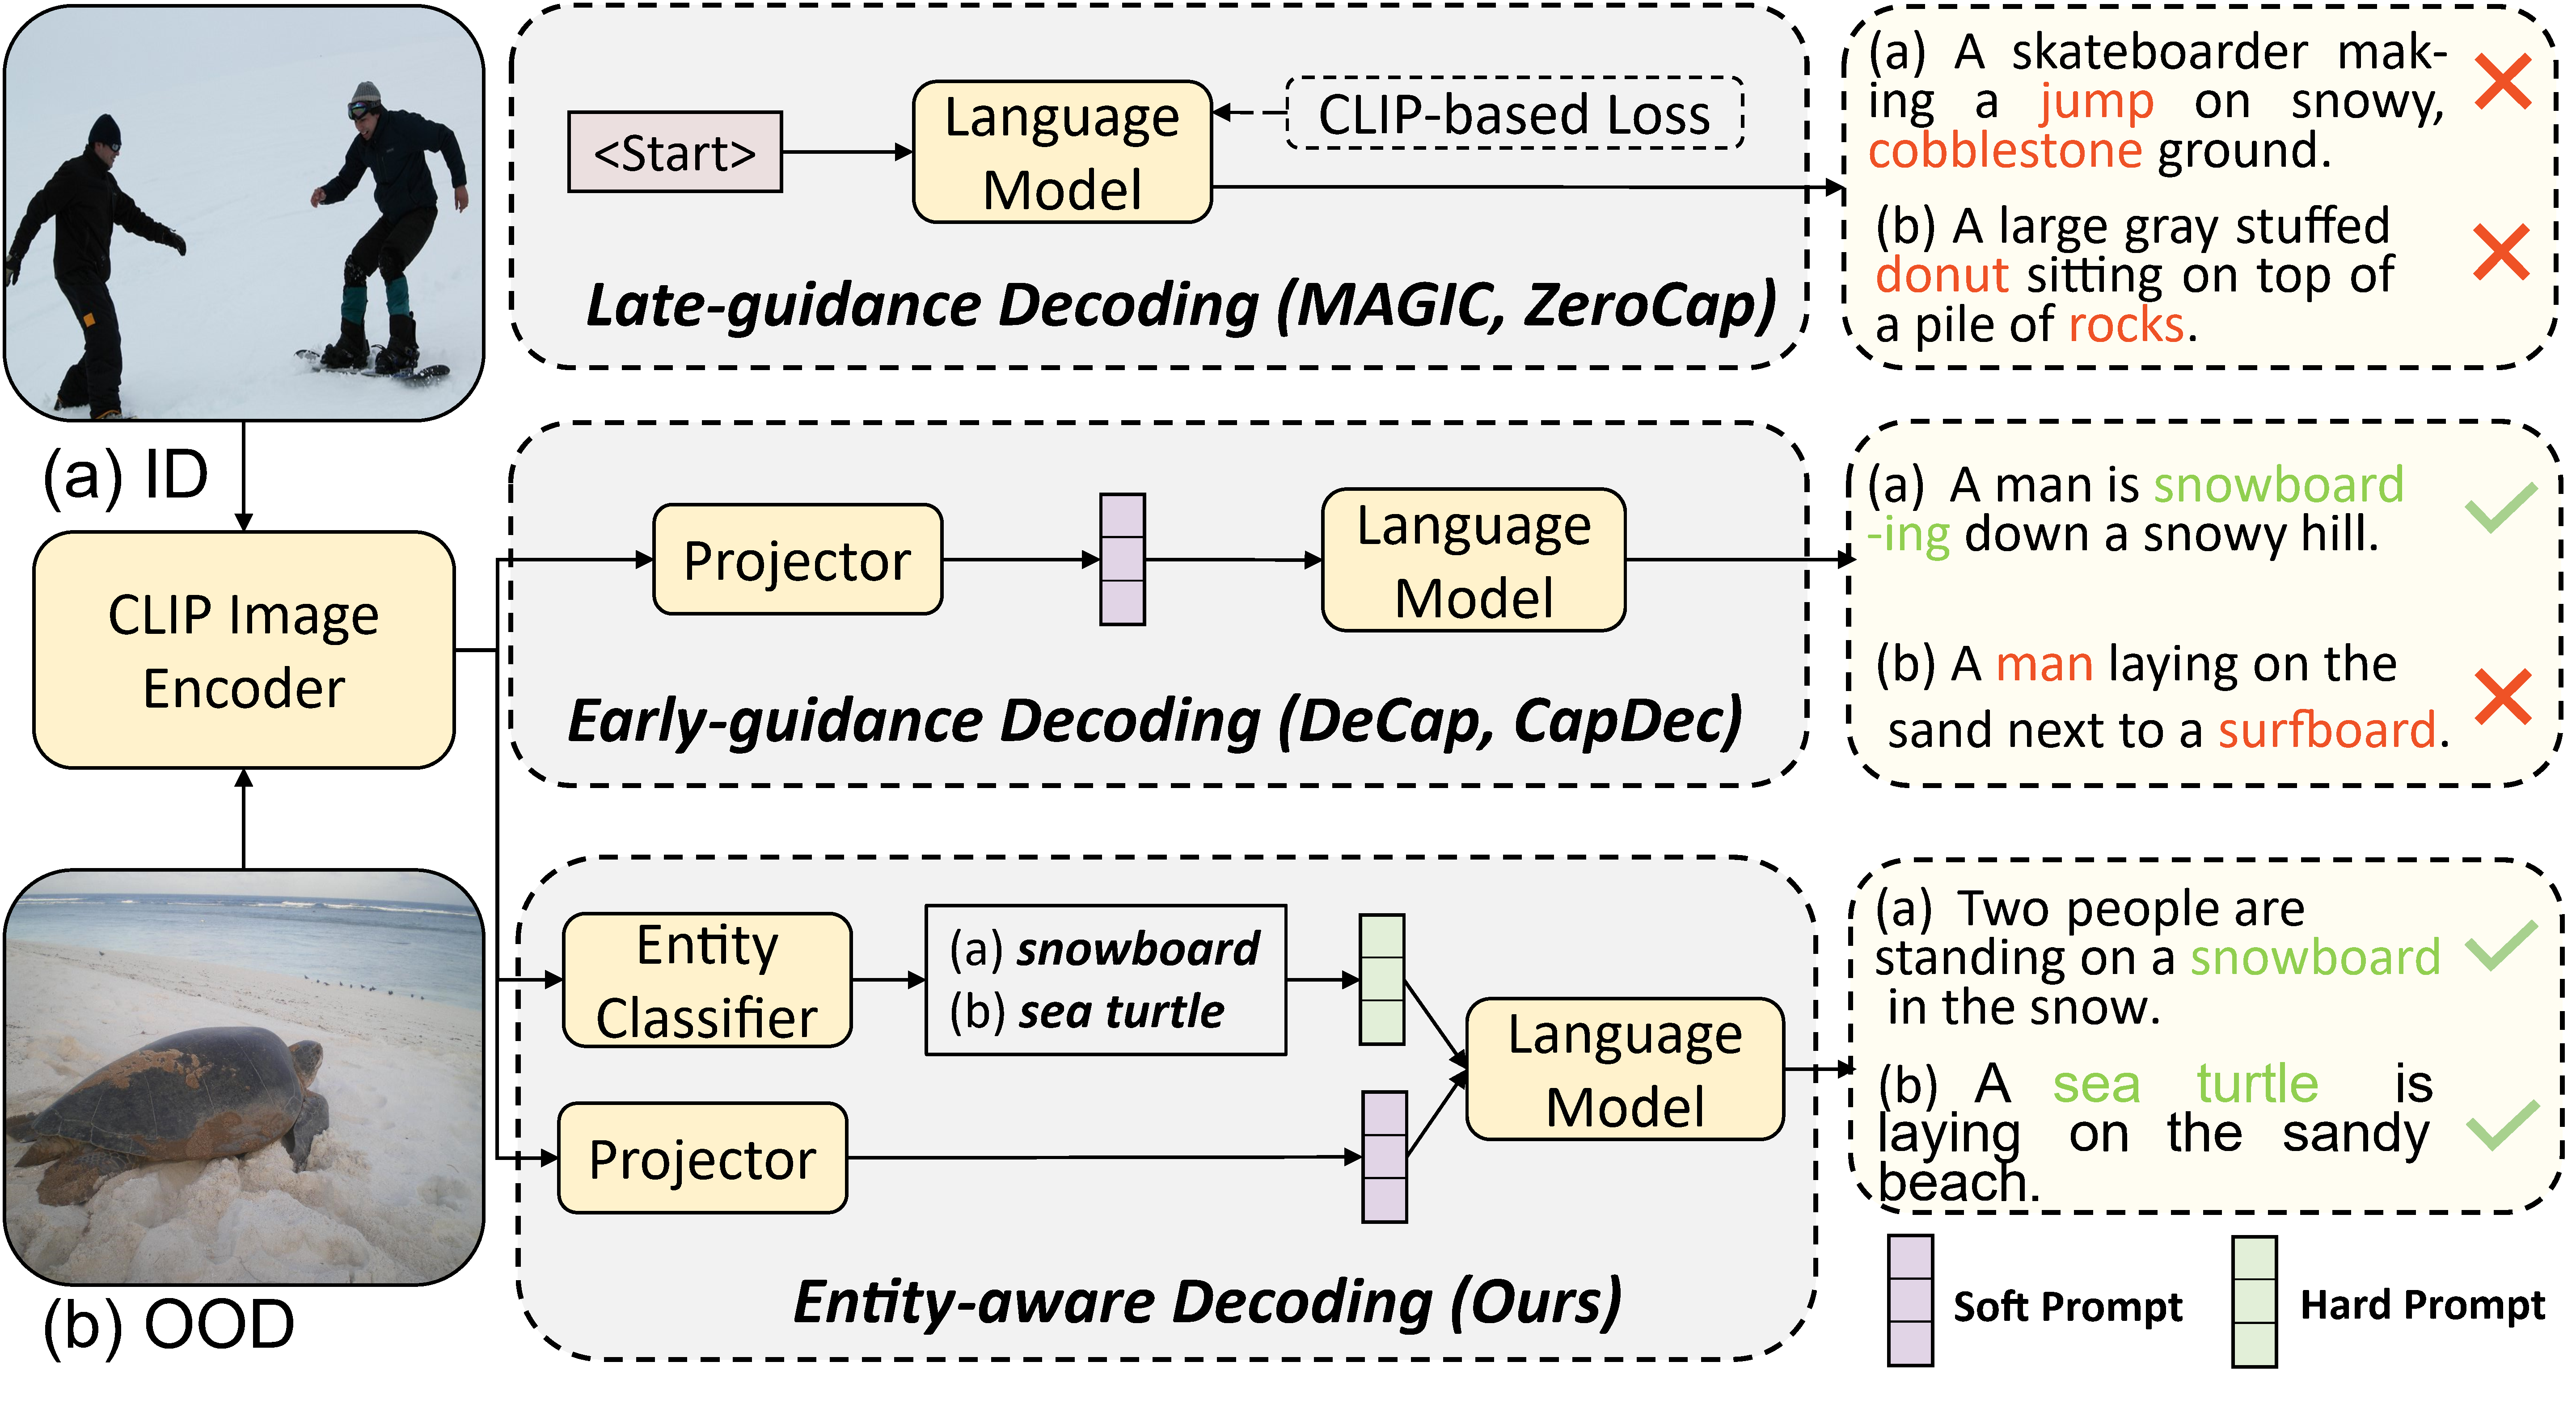 <Start>
Language
Model
CLIP-based Loss
Late-guidance Decoding (MAGIC, ZeroCap)
(a) A skateboarder mak-
ing a jump on snowy,
cobblestone ground.
(b) A large gray stuffed
donut sitting on top of
a pile of rocks.
(a) ID
CLIP Image
Encoder
(b) OOD
Projector
Language
Model
Early-guidance Decoding (DeCap, CapDec)
(a) A man is snowboard
-ing down a snowy hill.
(b) A man laying on the
sand next to a surfboard.
Entity
Classifier
(a) snowboard
(b) sea turtle
Projector
Language
Model
Entity-aware Decoding (Ours)
(a) Two people are
standing on a snowboard
in the snow.
(b) A sea turtle is
laying on the sandy
beach.
Soft Prompt
Hard Prompt